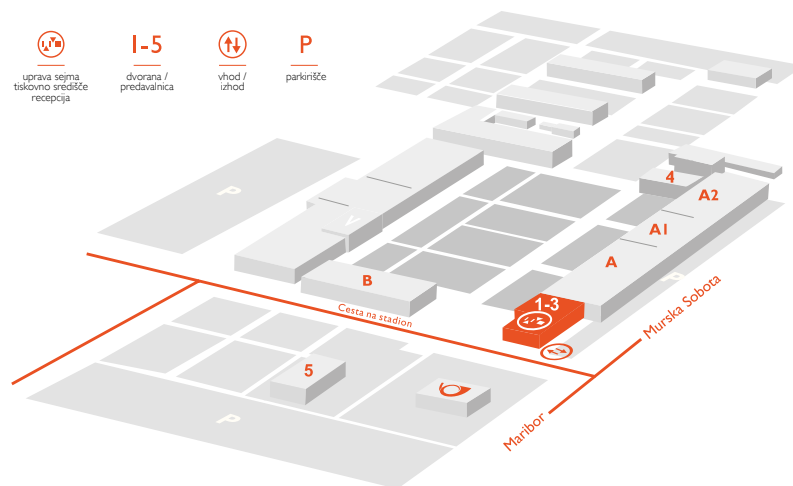 1-5
P
uprava sejma
tiskovno središče
recepcija
dvorana /
predavalnica
vhod /
izhod
parkirišče
P
4
A2
V
A1
A
P
B
1-3
Cesta na stadion
Murska Sobota
5
P
Maribor